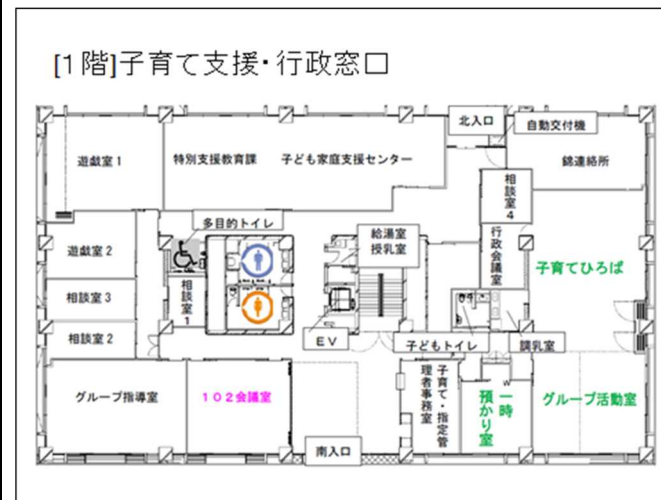 [1階]子育て支援・行政窓口
北入口
自動交付機
遊戯室1
特別支援教育課
子ども家庭支援センター
錦連絡所
相談室4
多目的トイレ
給湯室
授乳室
行政会議室
遊戯室2
子育てひろば
相談室3
相談室1
相談室2
EV
子どもトイレ
調乳室
グループ指導室
102会議室
子育て・指定管
理者事務室
一時
預かり室
グループ活動室
南入口